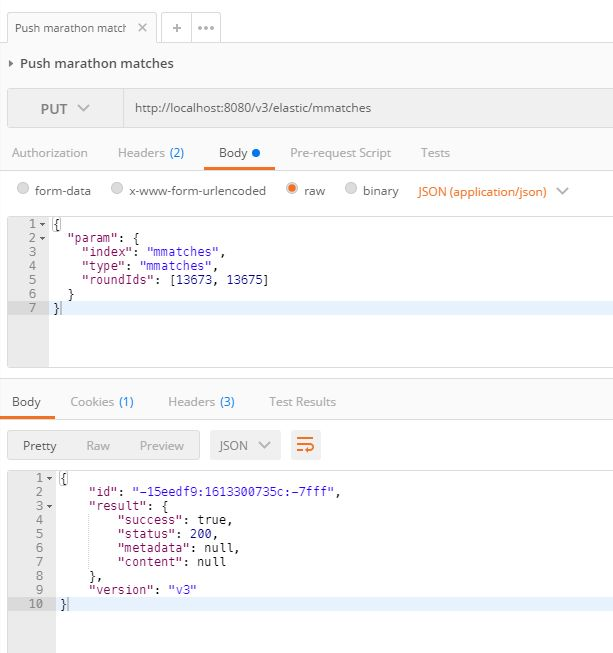 Push marathon matc × + •••
Push marathon matches
PUT http://localhost:8080/v3/elastic/mmatches
Authorization Headers (2) Body Pre-request Script Tests
form-data x-www-form-urlencoded raw binary JSON (application/json)
1 {
2 "param": {
3 "index": "mmatches",
4 "type": "mmatches",
5 "roundIds": [13673, 13675]
6 }
7 }
Body Cookies (1) Headers (3) Test Results
Pretty Raw Preview JSON
1 {
2 "id": "-15eedf9:1613300735c:-7fff",
3 "result": {
4 "success": true,
5 "status": 200,
6 "metadata": null,
7 "content": null
8 },
9 "version": "v3"
10 }